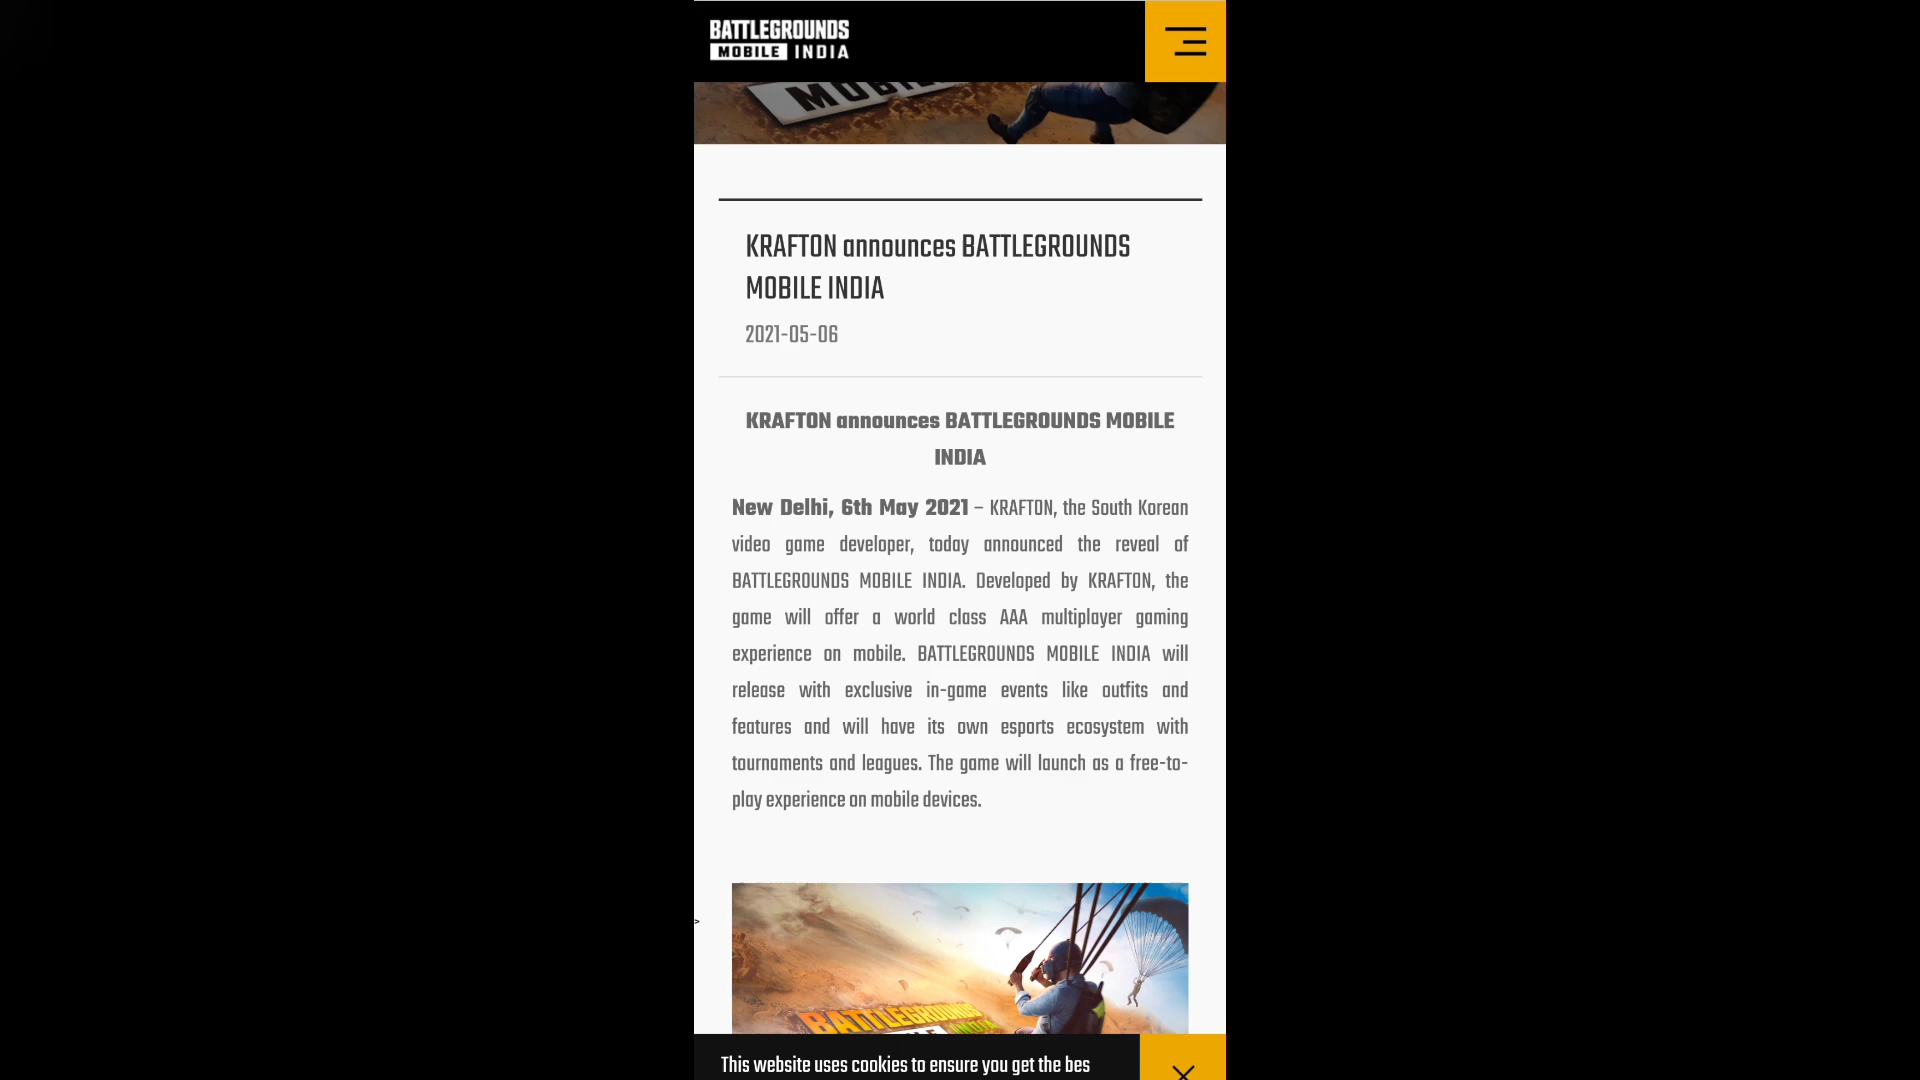 BATTLEGROUNDS
MOBILE INDIA
MOBI
KRAFTON announces BATTLEGROUNDS
MOBILE INDIA
2021-05-06
KRAFTON announces BATTLEGROUNDS MOBILE
INDIA
New Delhi, 6th May 2021 – KRAFTON, the South Korean
video game developer, today announced the reveal of
BATTLEGROUNDS MOBILE INDIA. Developed by KRAFTON, the
game will offer a world class AAA multiplayer gaming
experience on mobile. BATTLEGROUNDS MOBILE INDIA will
release with exclusive in-game events like outfits and
features and will have its own esports ecosystem with
tournaments and leagues. The game will launch as a free-to-
play experience on mobile devices.
>
BATTLEGROUNDS
INDIA
This website uses cookies to ensure you get the bes